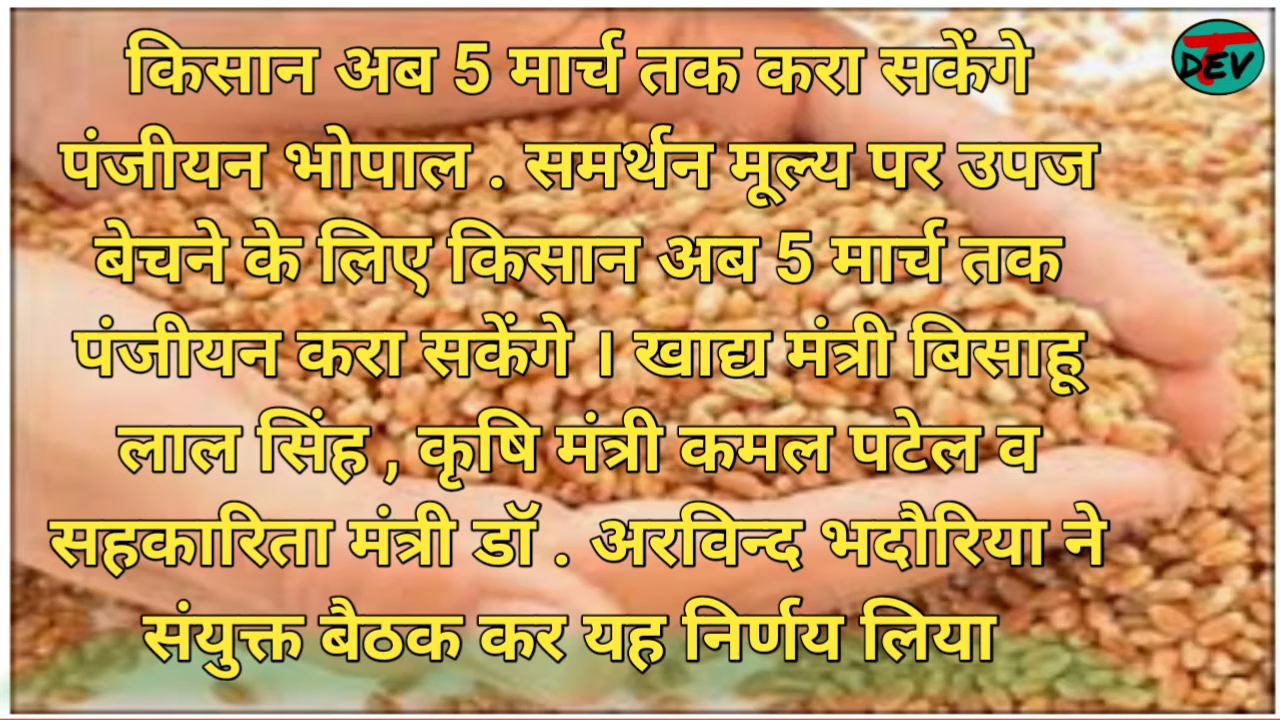 किसान अब 5 मार्च तक करा सकेंगे
पंजीयन भोपाल . समर्थन मूल्य पर उपज
बेचने के लिए किसान अब 5 मार्च तक
पंजीयन करा सकेंगे । खाद्य मंत्री बिसाहू
लाल सिंह , कृषि मंत्री कमल पटेल व
सहकारिता मंत्री डॉ . अरविन्द भदौरिया ने
संयुक्त बैठक कर यह निर्णय लिया
T
DEV